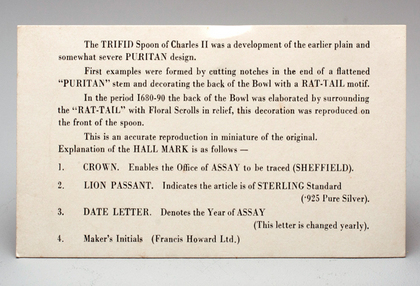 The TRIFID Spoon of Charles II was a development of the earlier plain and
somewhat severe PURITAN design.
First examples were formed by cutting notches in the end of a flattened
"PURITAN" stem and decorating the back of the Bowl with a RAT-TAIL motif.
In the period 1680-90 the back of the Bowl was elaborated by surrounding
the "RAT-TAIL" with Floral Scrolls in relief, this decoration was reproduced on
the front of the spoon.
This is an accurate reproduction in miniature of the original.
Explanation of the HALL MARK is as follows —
1. CROWN. Enables the Office of ASSAY to be traced (SHEFFIELD).
2. LION PASSANT. Indicates the article is of STERLING Standard
('925 Pure Silver).
3. DATE LETTER. Denotes the Year of ASSAY
(This letter is changed yearly).
4. Maker's Initials (Francis Howard Ltd.)